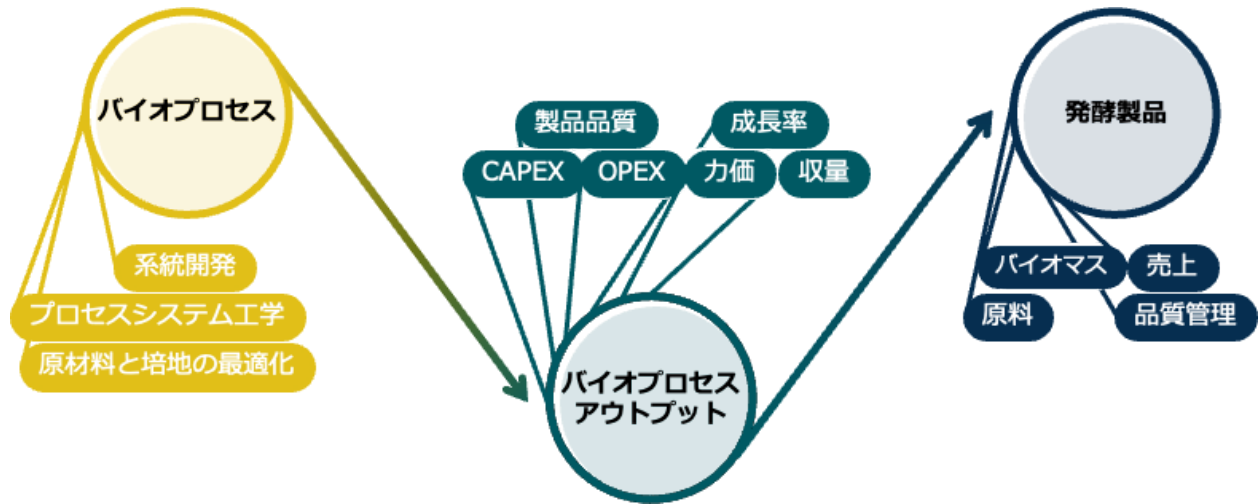 バイオプロセス
系統開発
プロセスシステム工学
原材料と培地の最適化
製品品質
成長率
CAPEX
OPEX
力価
収量
バイオプロセス
アウトプット
発酵製品
バイオマス
売上
原料
品質管理